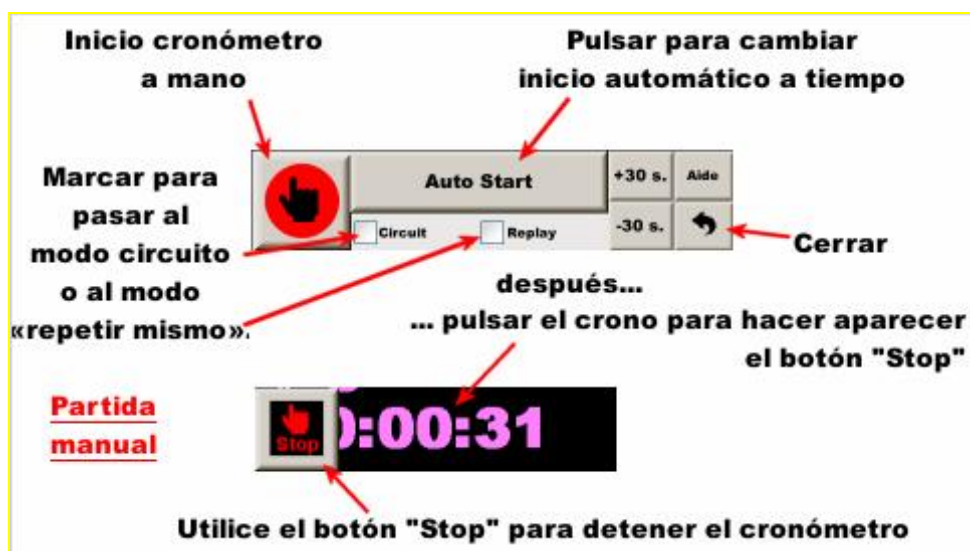 Inicio cronómetro
a mano
Pulsar para cambiar
inicio automático a tiempo
Marcar para
pasar al
modo circuito
o al modo
«repetir mismo».
Auto Start
+30 s.
Aide
Circuit
Replay
-30 s.
Cerrar
después...
... pulsar el crono para hacer aparecer
el botón "Stop"
Partida
manual
Stop
0:00:31
Utilice el botón "Stop" para detener el cronómetro